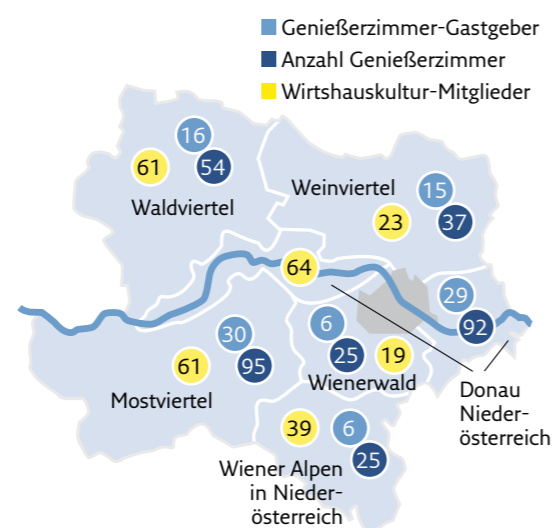 Genießerzimmer-Gastgeber
Anzahl Genießerzimmer
Wirtshauskultur-Mitglieder
16
61
54
Waldviertel
Weinviertel
15
23
37
64
29
92
30
61
95
Mostviertel
6
25
19
Wienerwald
Donau
Nieder-
österreich
39
6
25
Wiener Alpen
in Nieder-
österreich